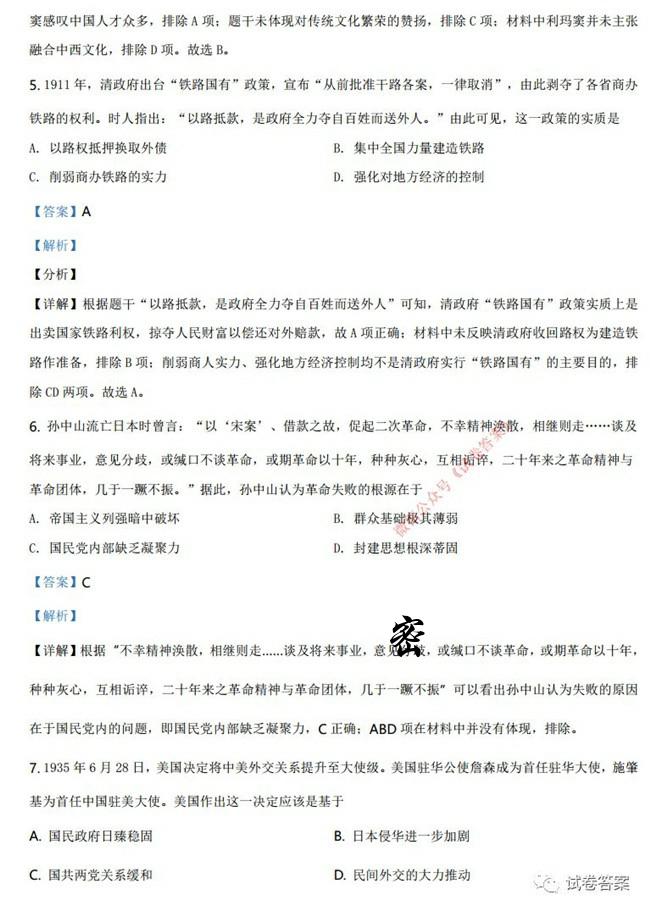 窦感叹中国人才众多，排除 A 项；题干未体现对传统文化繁荣的赞扬，排除 C 项；材料中利玛窦并未主张
融合中西文化，排除 D 项。故选 B。
5. 1911 年，清政府出台“铁路国有”政策，宣布“从前批准干路各案，一律取消”，由此剥夺了各省商办
铁路的权利。时人指出：“以路抵款，是政府全力夺自百姓而送外人。”由此可见，这一政策的实质是
A. 以路权抵押换取外债 B. 集中全国力量建造铁路
C. 削弱商办铁路的实力 D. 强化对地方经济的控制
【答案】A
【解析】
【分析】
【详解】根据题干“以路抵款，是政府全力夺自百姓而送外人”可知，清政府“铁路国有”政策实质上是
出卖国家铁路利权，掠夺人民财富以偿还对外赔款，故 A 项正确；材料中未反映清政府收回路权为建造铁
路作准备，排除 B 项；削弱商人实力、强化地方经济控制均不是清政府实行“铁路国有”的主要目的，排
除 CD 两项。故选 A。
6. 孙中山流亡日本时曾言：“以‘宋案’、借款之故，促起二次革命，不幸精神涣散，相继则走……谈及
将来事业，意见分歧，或缄口不谈革命，或期革命以十年，种种灰心，互相诟谇，二十年来之革命精神与
革命团体，几于一蹶不振。”据此，孙中山认为革命失败的根源在于
A. 帝国主义列强暗中破坏 B. 群众基础极其薄弱
C. 国民党内部缺乏凝聚力 D. 封建思想根深蒂固
微信公众号《试卷答案》
【答案】C
【解析】
【详解】根据“不幸精神涣散，相继则走……谈及将来事业，意见分歧，或缄口不谈革命，或期革命以十年，
密
种种灰心，互相诟谇，二十年来之革命精神与革命团体，几于一蹶不振”可以看出孙中山认为失败的原因
在于国民党内的问题，即国民党内部缺乏凝聚力，C 正确；ABD 项在材料中并没有体现，排除。
7. 1935 年 6 月 28 日，美国决定将中美外交关系提升至大使级。美国驻华公使詹森成为首任驻华大使，施肇
基为首任中国驻美大使。美国作出这一决定应该是基于
A. 国民政府日臻稳固 B. 日本侵华进一步加剧
C. 国共两党关系缓和 D. 民间外交的大力推动
试卷答案